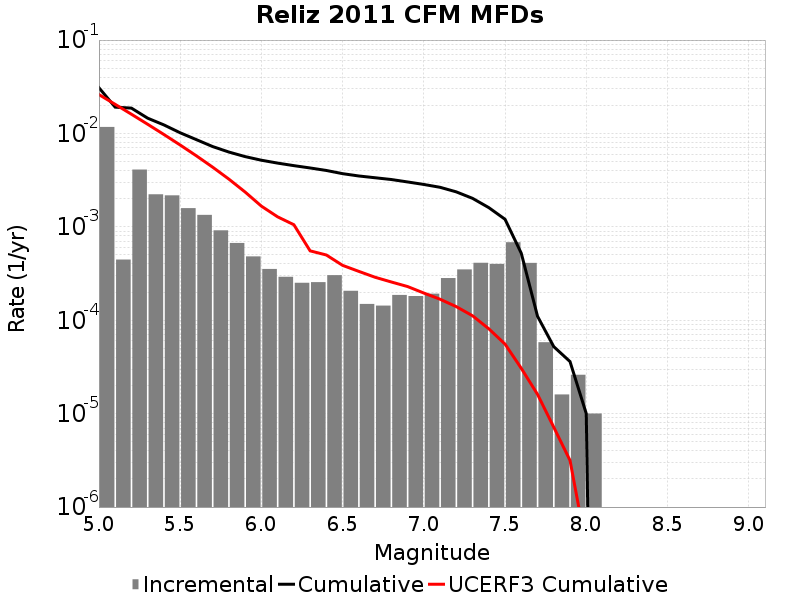 Reliz 2011 CFM MFDs
10-1
10-2
10-3
10-4
10-5
10-6
Rate (1/yr)
5.0 5.5 6.0 6.5 7.0 7.5 8.0 8.5 9.0
Magnitude
Incremental Cumulative UCERF3 Cumulative